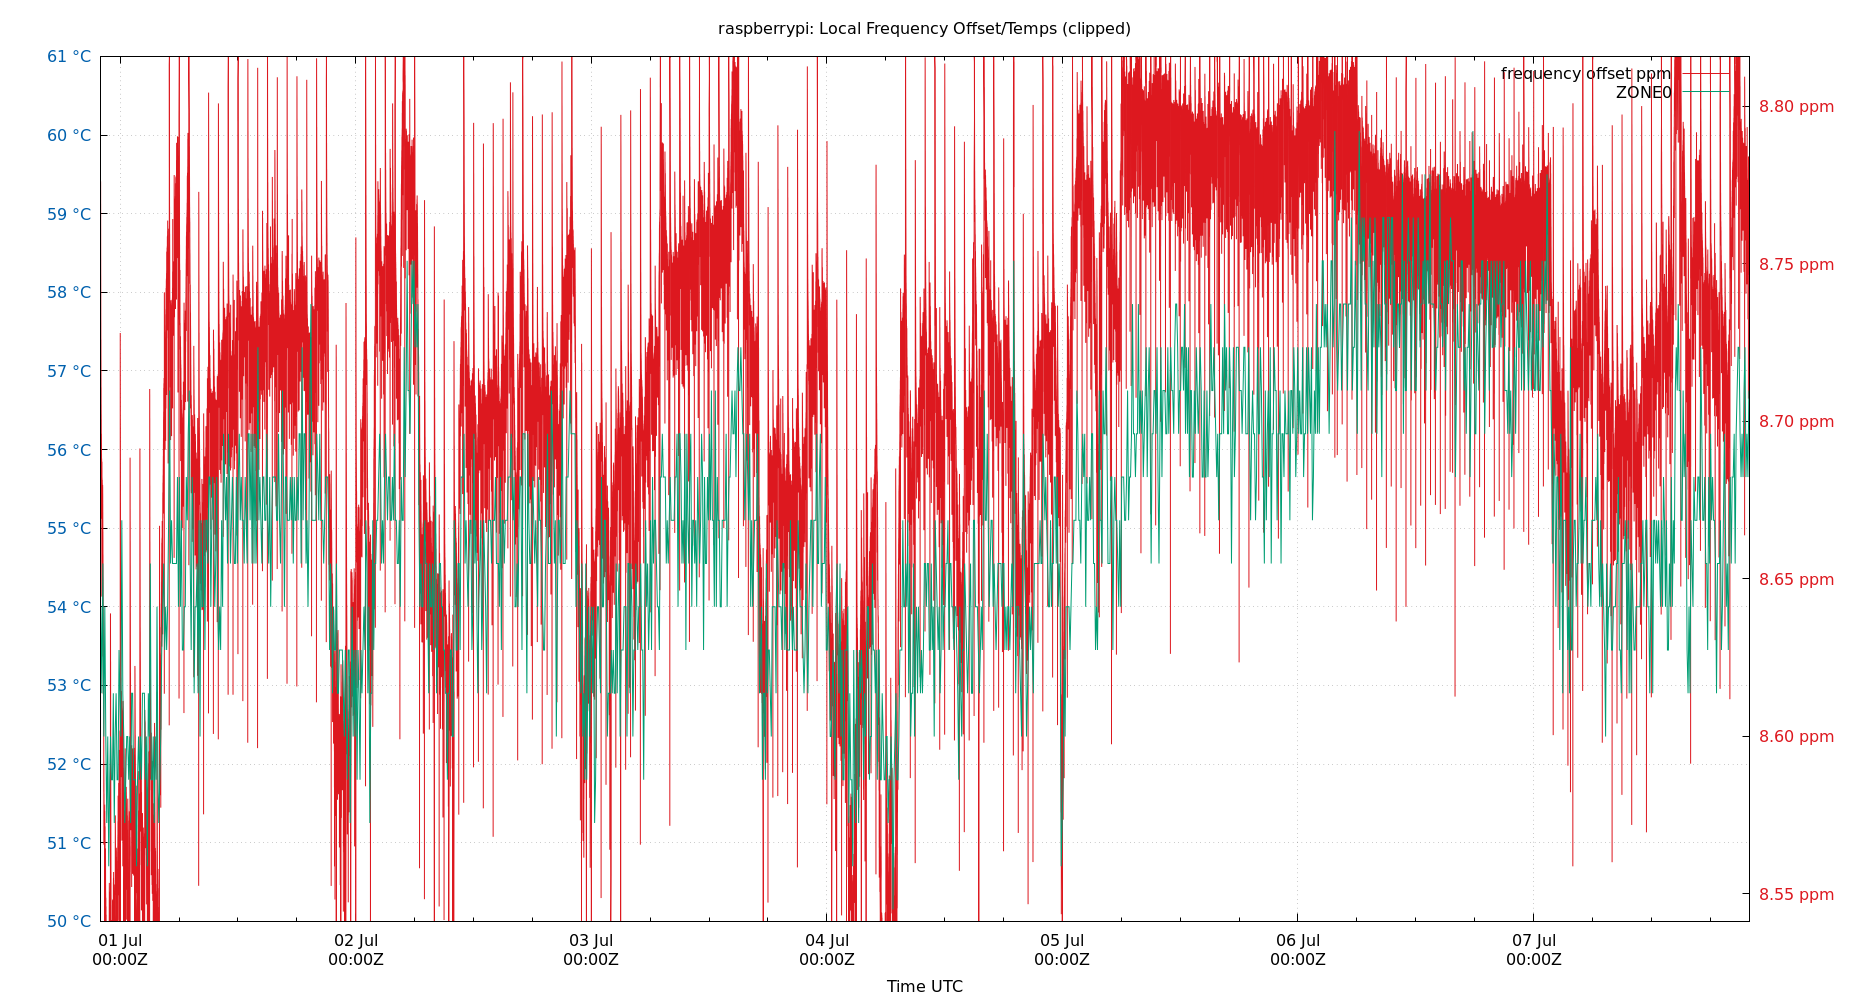 raspberrypi: Local Frequency Offset/Temps (clipped)
frequency offset ppm
ZONE0
61 °C
60 °C
59 °C
58 °C
57 °C
56 °C
55 °C
54 °C
53 °C
52 °C
51 °C
50 °C
8.80 ppm
8.75 ppm
8.70 ppm
8.65 ppm
8.60 ppm
8.55 ppm
01 Jul 02 Jul 03 Jul 04 Jul 05 Jul 06 Jul 07 Jul
00:00Z 00:00Z 00:00Z 00:00Z 00:00Z 00:00Z 00:00Z
Time UTC